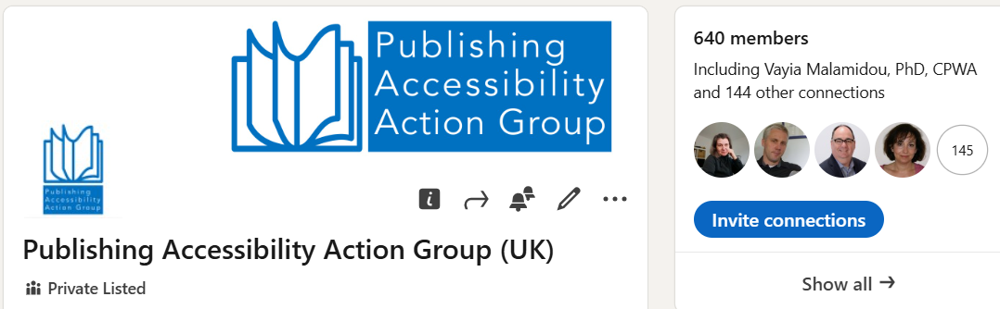 Publishing
Accessibility
Action Group
Publishing
Accessibility
Action Group
Publishing Accessibility Action Group (UK)
Private Listed
640 members
Including Vayia Malamidou, PhD, CPWA
and 144 other connections
145
Invite connections
Show all